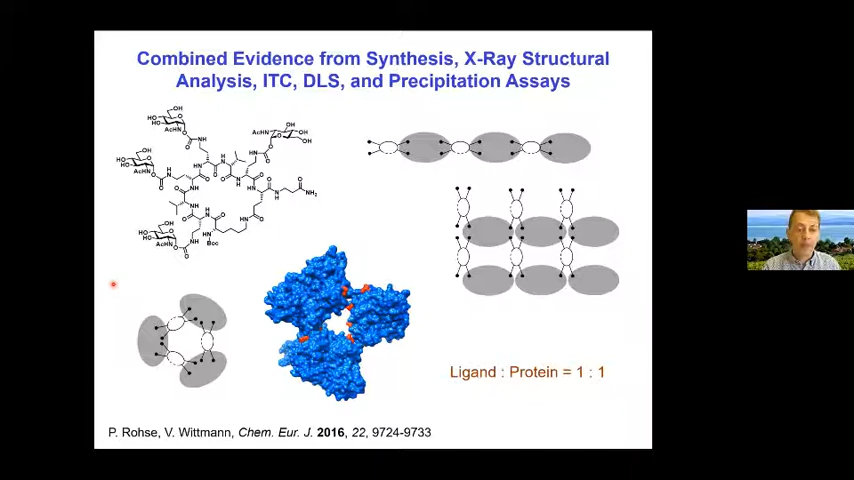 Combined Evidence from Synthesis, X-Ray Structural
Analysis, ITC, DLS, and Precipitation Assays
Ligand : Protein = 1 : 1
P. Rohse, V. Wittmann, Chem. Eur. J. 2016, 22, 9724-9733